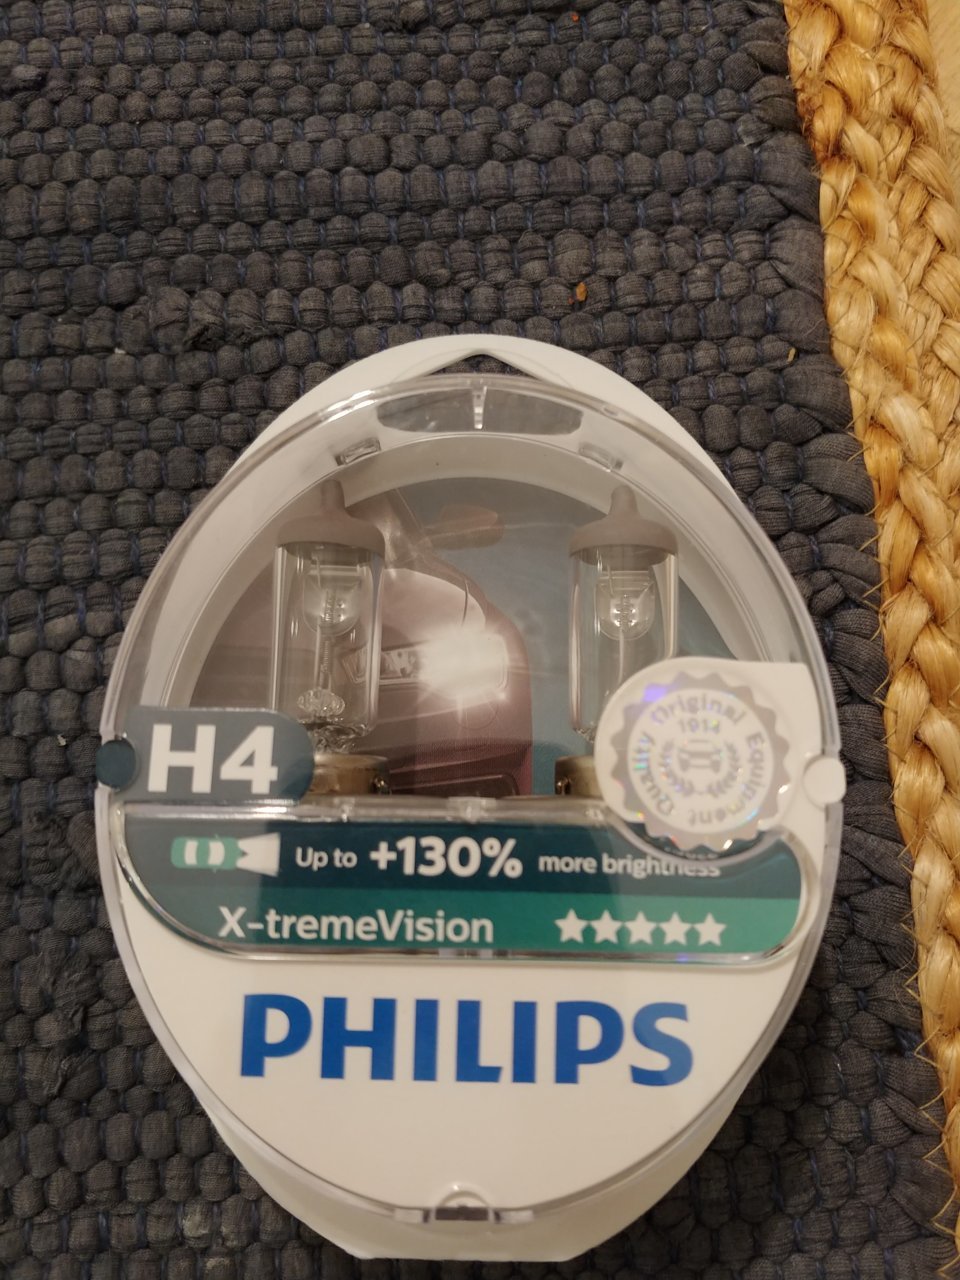 H4
Original
1914
Quality
Equipment
Up to +130% more brightness
X-tremeVision
PHILIPS